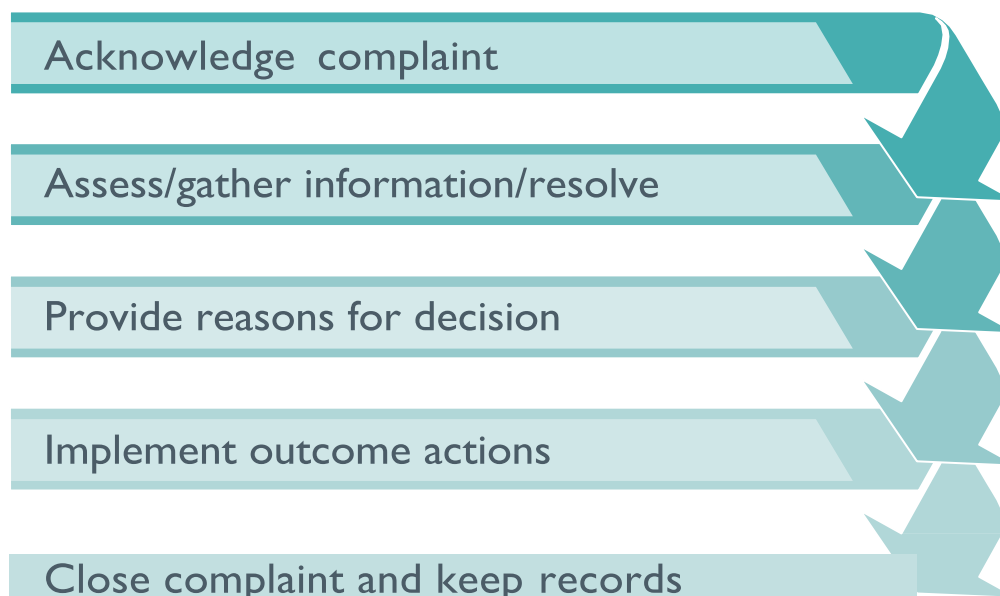 Acknowledge complaint
Assess/gather information/resolve
Provide reasons for decision
Implement outcome actions
Close complaint and keep records